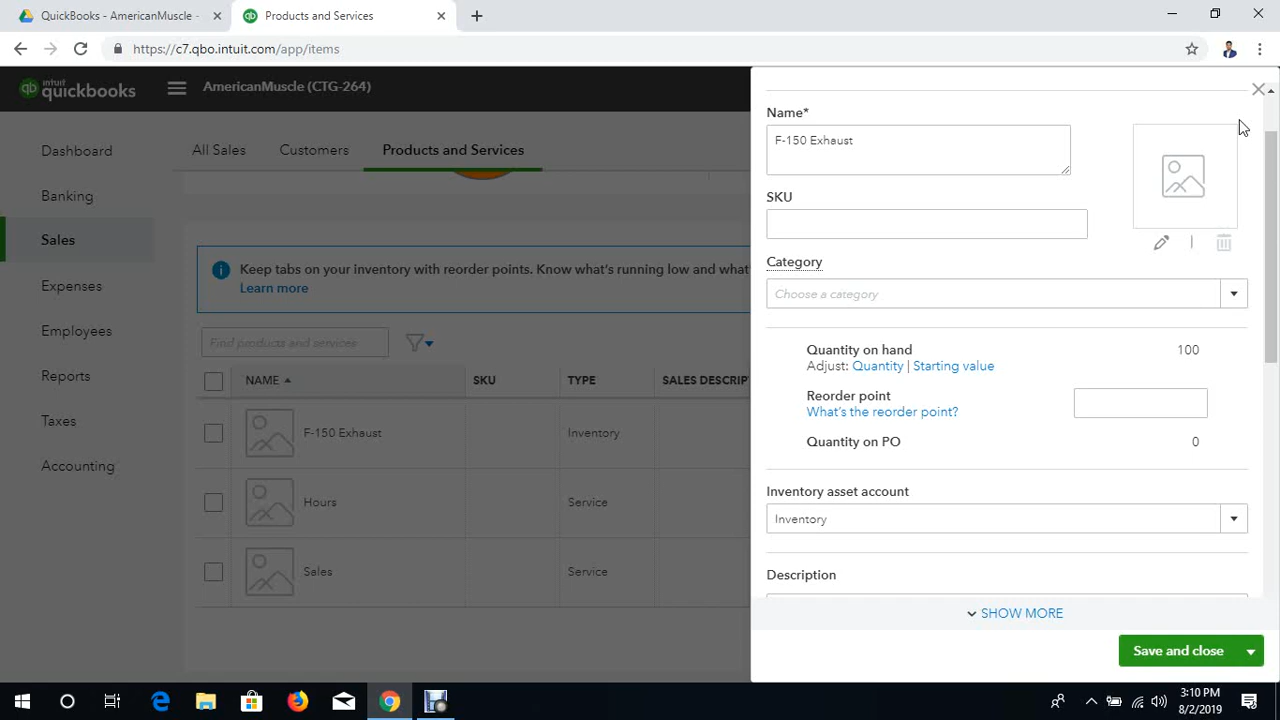 QuickBooks - AmericanMuscle -
Products and Services
https://c7.qbo.intuit.com/app/items
intuit
quickbooks
AmericanMuscle (CTG-264)
Dashboard
Banking
Sales
Expenses
Employees
Reports
Taxes
Accounting
All Sales
Customers
Products and Services
Keep tabs on your inventory with reorder points. Know what's running low and what'
Learn more
Find products and services
NAME
SKU
TYPE
SALES DESCRIP
F-150 Exhaust
Inventory
Hours
Service
Sales
Service
Name*
F-150 Exhaust
SKU
Category
Choose a category
Quantity on hand
100
Adjust: Quantity | Starting value
Reorder point
What's the reorder point?
Quantity on PO
0
Inventory asset account
Inventory
Description
SHOW MORE
Save and close
3:10 PM
8/2/2019